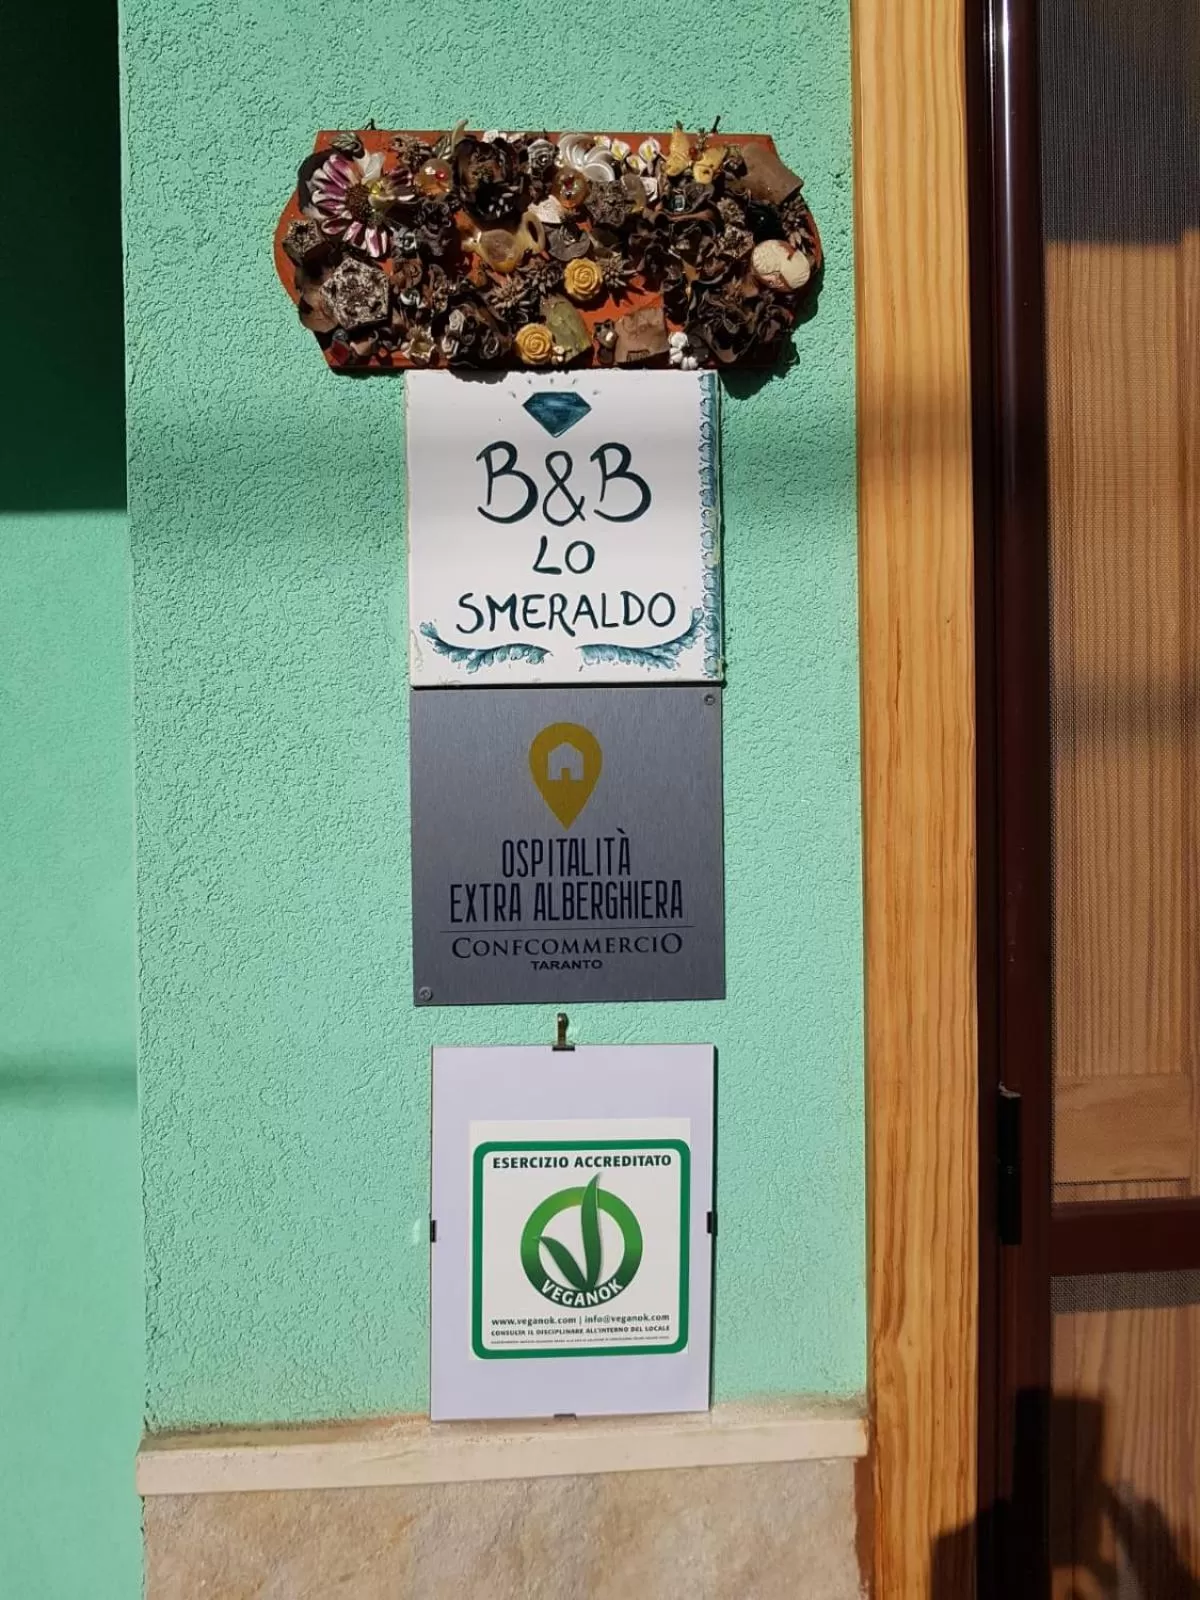 B&B
LO
SMERALDO
OSPITALITÀ
EXTRA ALBERGHIERA
CONFCOMMERCIO
TARANTO
ESERCIZIO ACCREDITATO
VEGANOK
www.veganok.com | info@veganok.com
CONSULTA IL DISCIPLINARE ALL'INTERNO DEL LOCALE